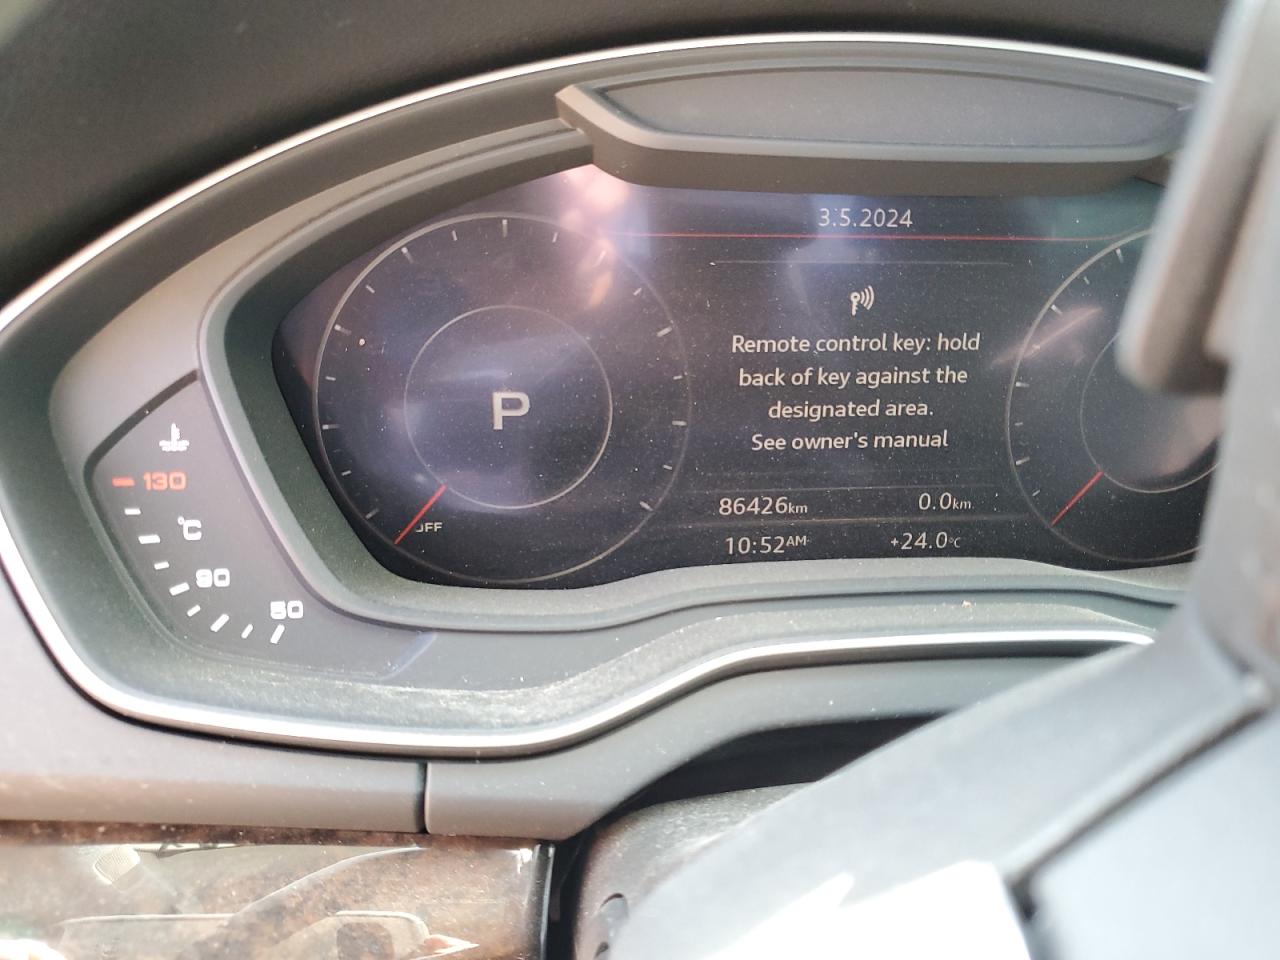 3.5.2024
Remote control key: hold
back of key against the
designated area.
See owner's manual
P
OFF
86426km 0.0km
10:52AM +24.0°C
130
°C
90
50